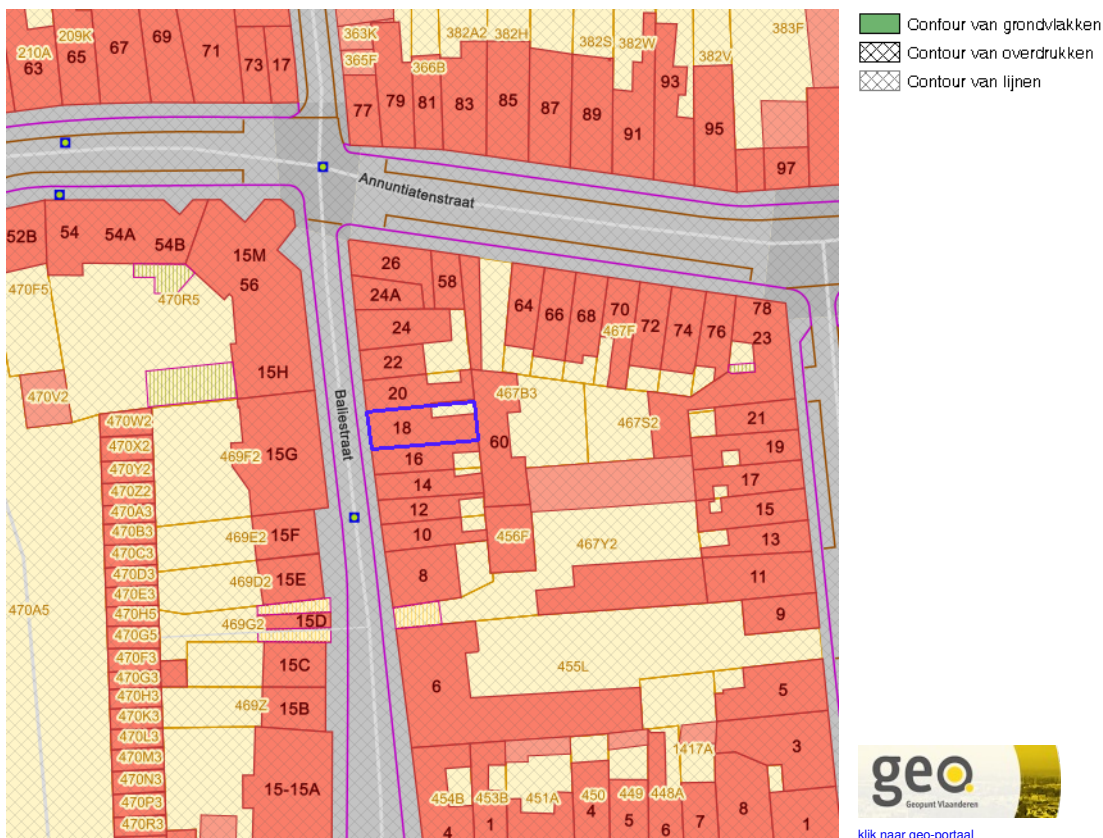 Contour van grondvlakken
Contour van overdrukken
Contour van lijnen
210A 209K 67 69 71 73 17
63 65
363K 382A2 382H 382S 382W 382V 383F
365F 366B
77 79 81 83 85 87 89 91 93 95 97
Annuntiatenstraat
52B 54 54A 54B 15M
56
470F5 470R5
26 58
24A
24
22
20
18
16
14
12
10
8
64 66 68 70 72 74 76 78
23
467F
467B3 467S2
60
21
19
17
15
13
11
9
456F 467Y2
Baliestraat
470V2 15H
470W2
470X2
470Y2
470Z2
470A3
470B3
470C3
470D3
470E3
470H5
470G5
470F3
470G3
470H3
470K3
470L3
470M3
470N3
470P3
470R3
470A5
469F2 15G
469E2 15F
469D2 15E
469G2 15D
15C
469Z 15B
15-15A
6 455L 5
3
1417A
454B 453B 451A 450 449 448A
4 1 4 5 6 7 8 1
geo.
Geopunt Vlaanderen
klik naar geo-portaal